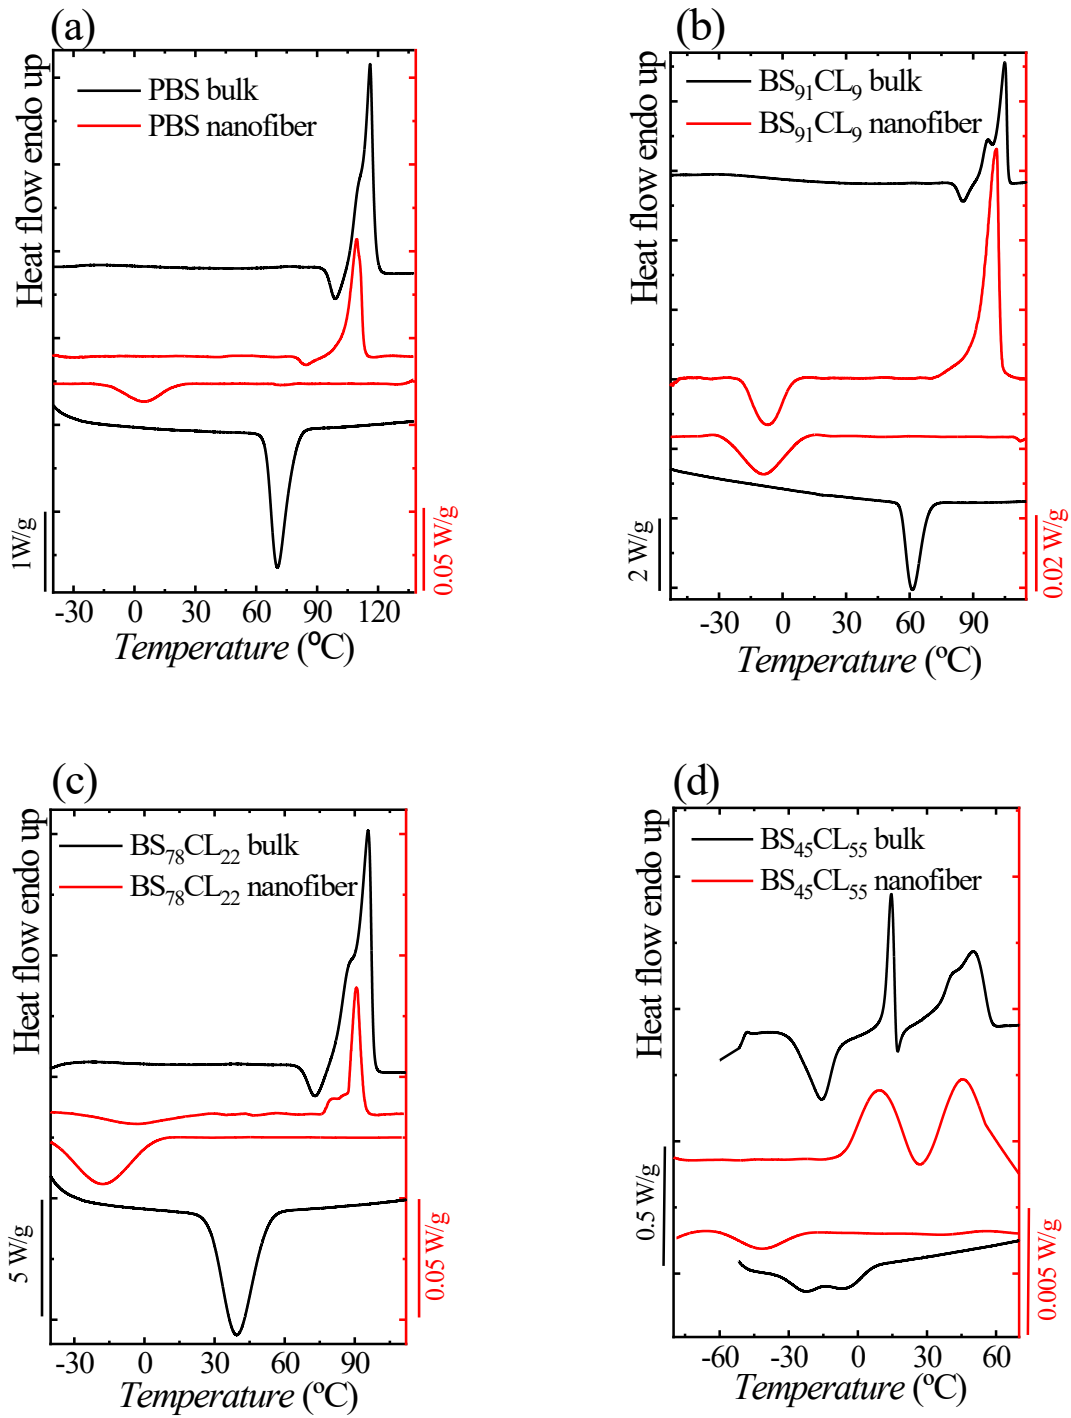 (a)
PBS bulk
PBS nanofiber
Heat flow endo up
1W/g
0.05 W/g
-30 0 30 60 90 120
Temperature (ºC)
(b)
BS91CL9 bulk
BS91CL9 nanofiber
Heat flow endo up
2 W/g
0.02 W/g
-30 0 30 60 90
Temperature (ºC)
(c)
BS78CL22 bulk
BS78CL22 nanofiber
Heat flow endo up
5 W/g
0.05 W/g
-30 0 30 60 90
Temperature (ºC)
(d)
BS45CL55 bulk
BS45CL55 nanofiber
Heat flow endo up
0.5 W/g
0.005 W/g
-60 -30 0 30 60
Temperature (ºC)